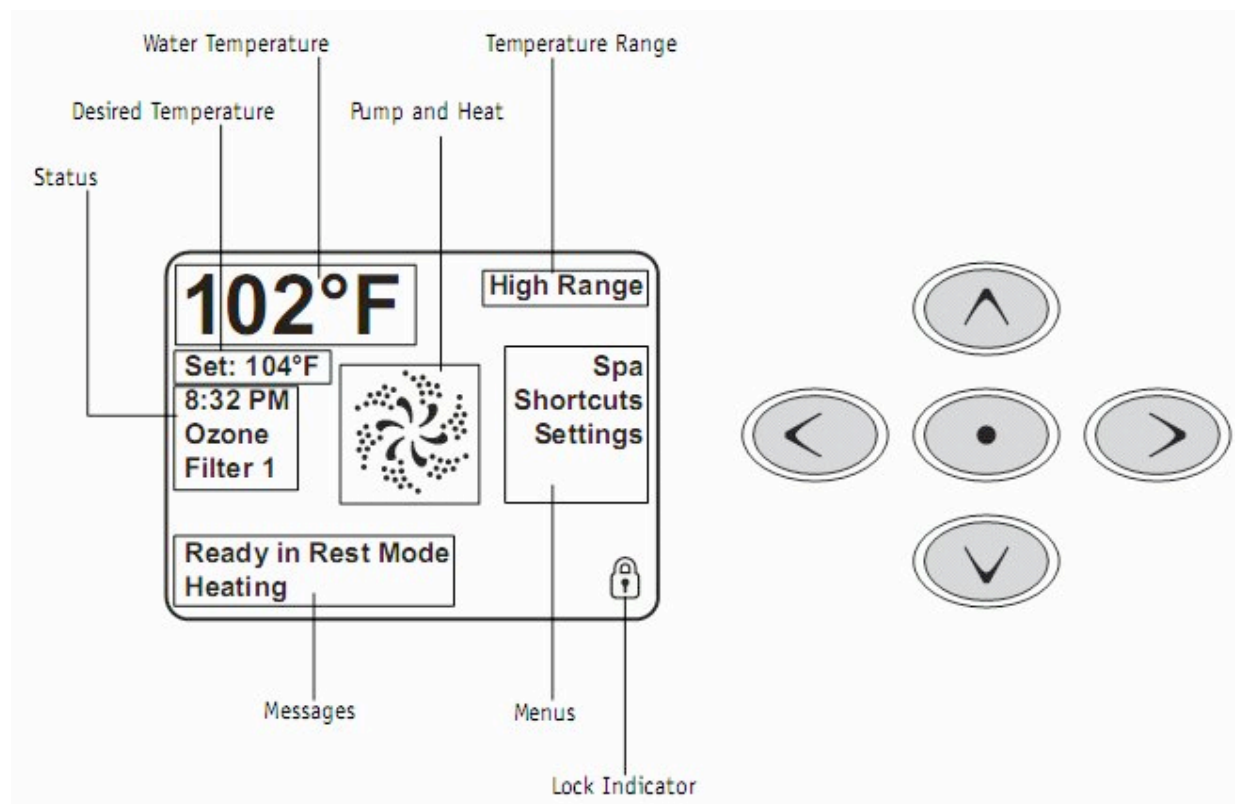 Water Temperature
Temperature Range
Desired Temperature
Pump and Heat
Status
102°F
High Range
Set: 104°F
8:32 PM
Ozone
Filter 1
Spa
Shortcuts
Settings
Ready in Rest Mode
Heating
Messages
Menus
Lock Indicator